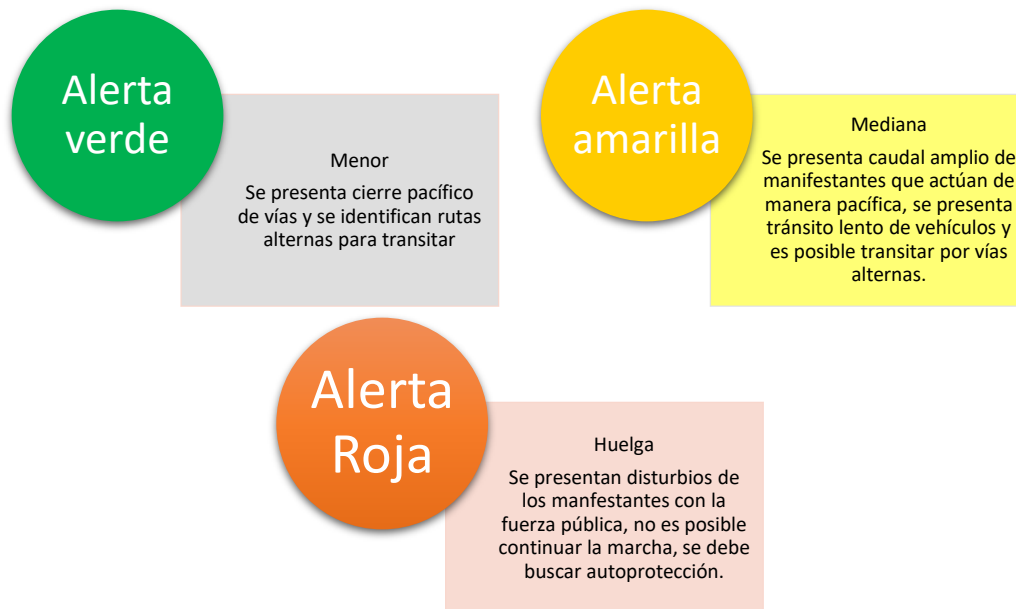 Alerta
verde
Menor
Se presenta cierre pacífico
de vías y se identifican rutas
alternas para transitar
Alerta
amarilla
Mediana
Se presenta caudal amplio de
manifestantes que actúan de
manera pacífica, se presenta
tránsito lento de vehículos y
es posible transitar por vías
alternas.
Alerta
Roja
Huelga
Se presentan disturbios de
los manfestantes con la
fuerza pública, no es posible
continuar la marcha, se debe
buscar autoprotección.